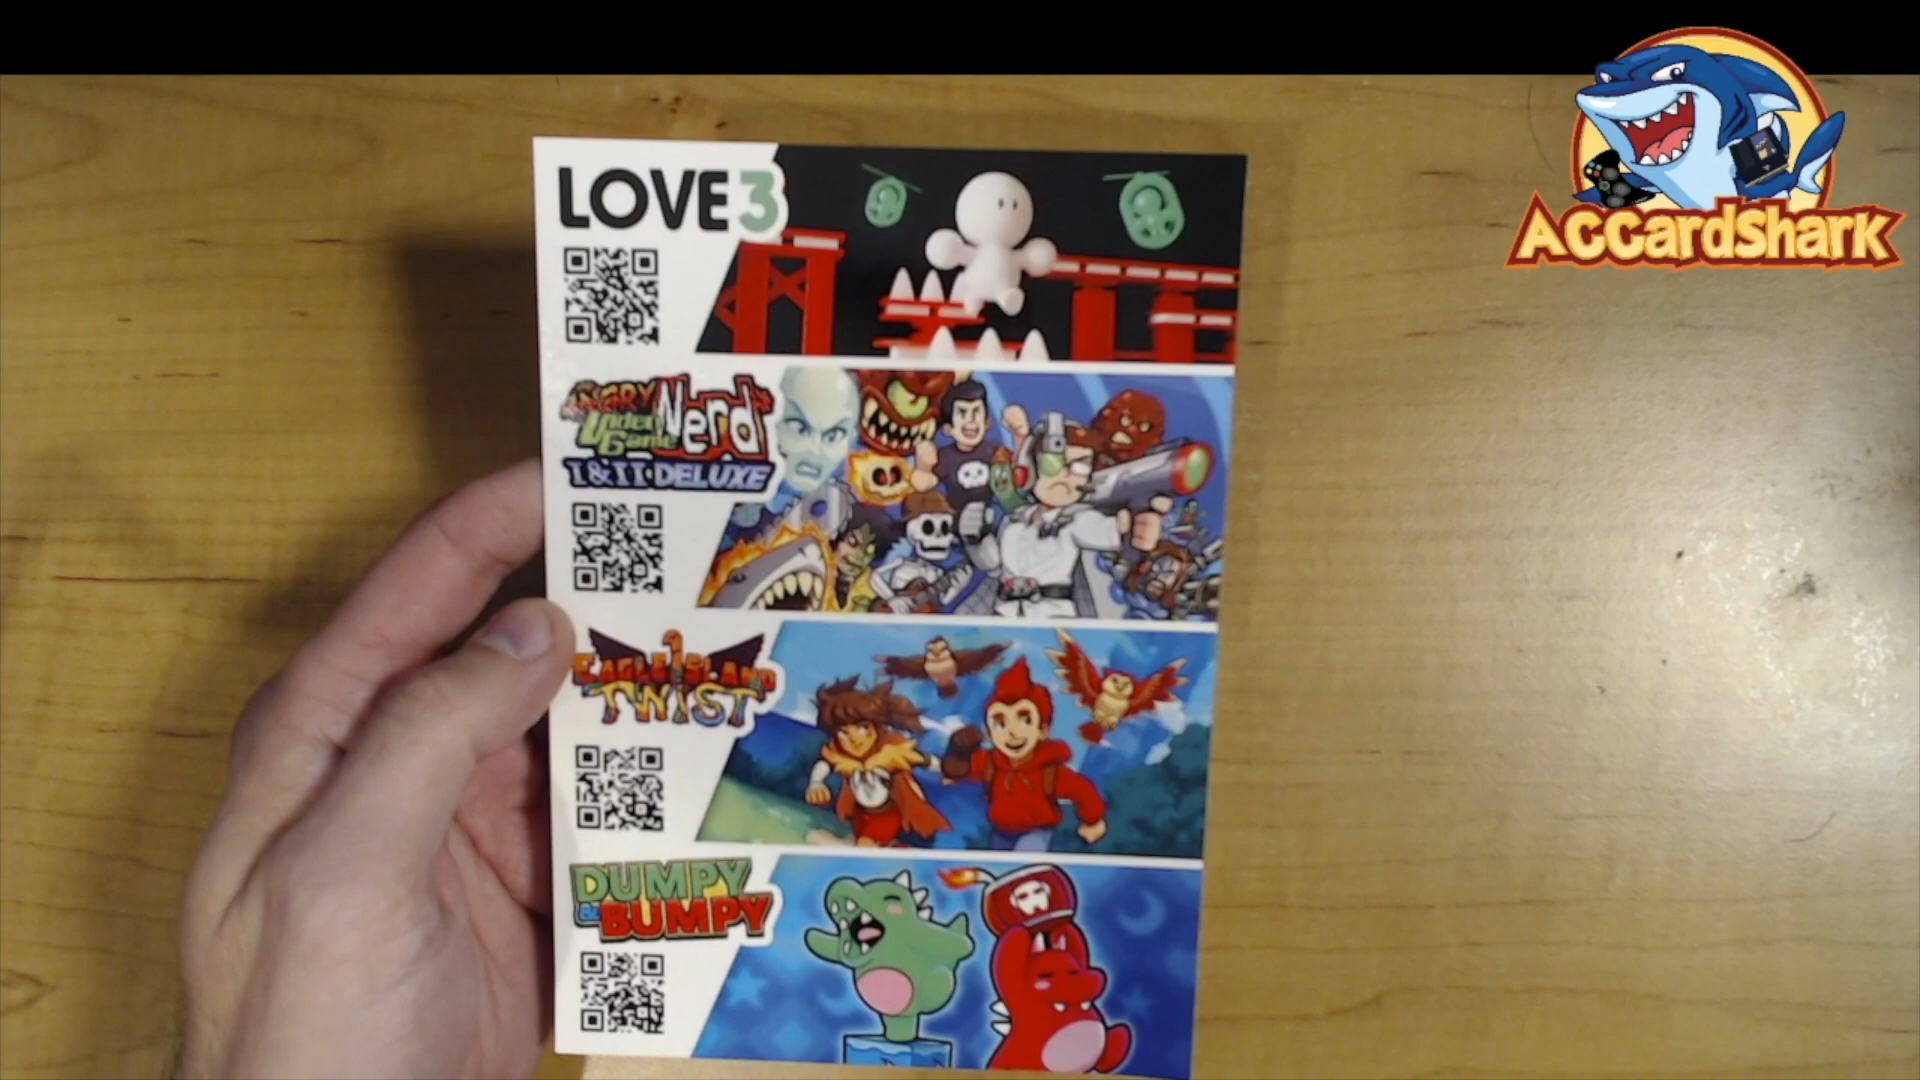 ACCardShark
LOVE 3
ANGRY
Video
Game
Nerd
I & II DELUXE
EAGLE ISLAND
TWIST
DUMPY
& BUMPY